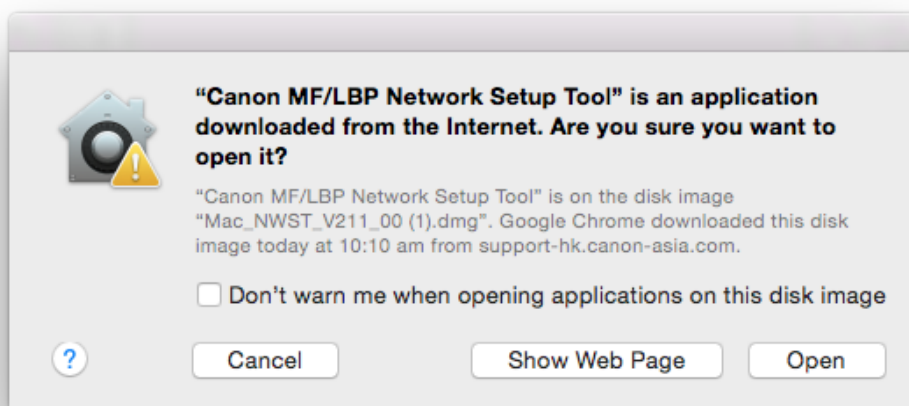 “Canon MF/LBP Network Setup Tool” is an application
downloaded from the Internet. Are you sure you want to
open it?
“Canon MF/LBP Network Setup Tool” is on the disk image
“Mac_NWST_V211_00 (1).dmg”. Google Chrome downloaded this disk
image today at 10:10 am from support-hk.canon-asia.com.
Don’t warn me when opening applications on this disk image
? Cancel Show Web Page Open